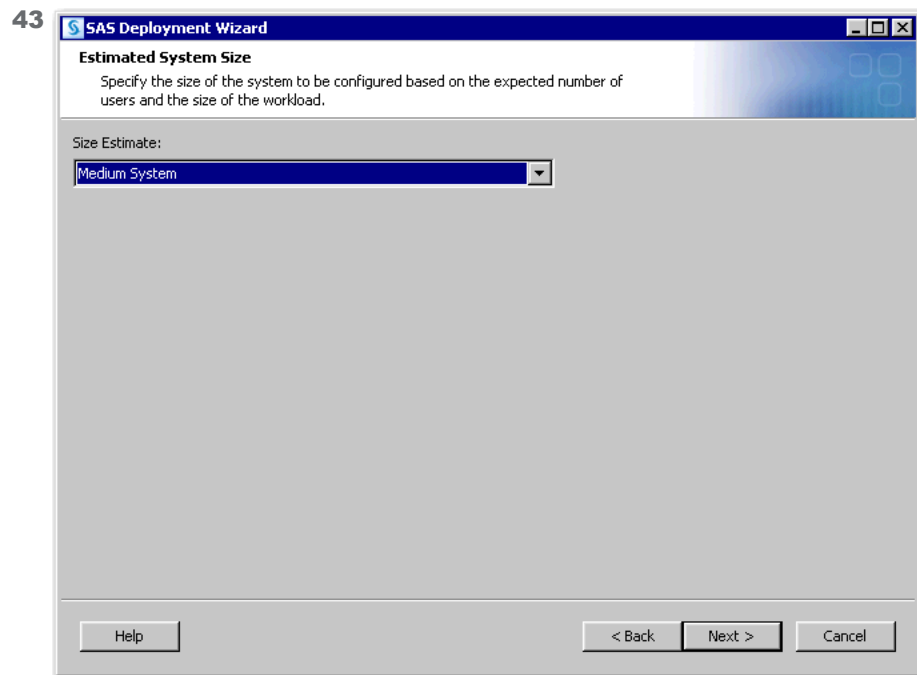 43
SAS Deployment Wizard
Estimated System Size
Specify the size of the system to be configured based on the expected number of
users and the size of the workload.
Size Estimate:
Medium System
Help
< Back
Next >
Cancel